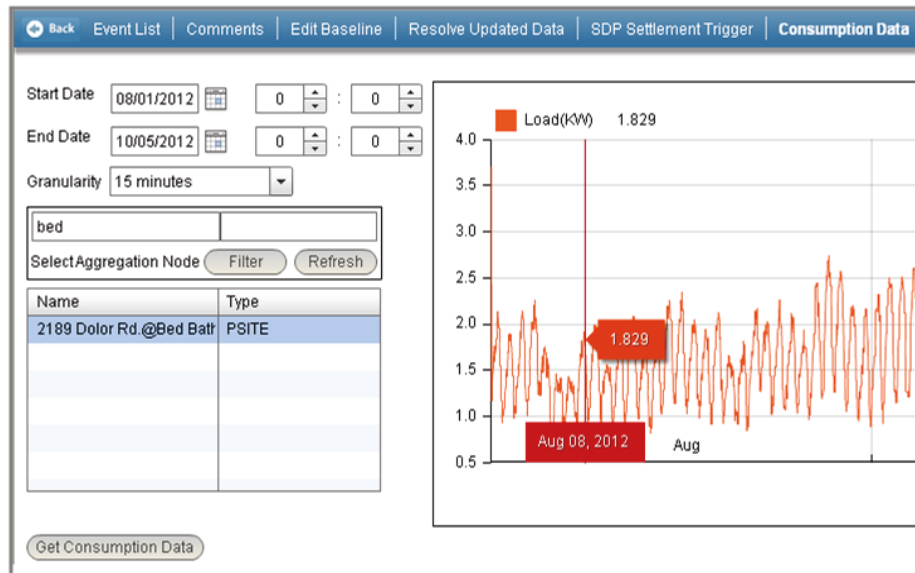 Back Event List Comments Edit Baseline Resolve Updated Data SDP Settlement Trigger Consumption Data
Start Date 08/01/2012 0 : 0
End Date 10/05/2012 0 : 0
Granularity 15 minutes
bed
Select Aggregation Node Filter Refresh
Name Type
2189 Dolor Rd.@Bed Bath PSITE
Get Consumption Data
Load(KW) 1.829
4.0
3.5
3.0
2.5
2.0
1.829
1.5
1.0
Aug 08, 2012 Aug
0.5